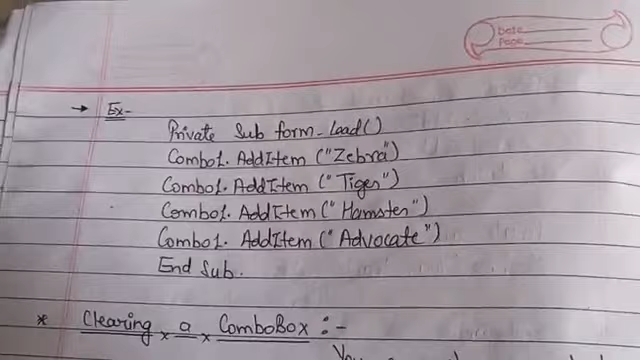 Date
Page
→ Ex-
Private Sub form_Load()
Combo1. AddItem ("Zebra")
Combo1. AddItem ("Tiger")
Combo1. AddItem ("Hamster")
Combo1. AddItem ("Advocate")
End Sub.
* Clearing a ComboBox :-
You